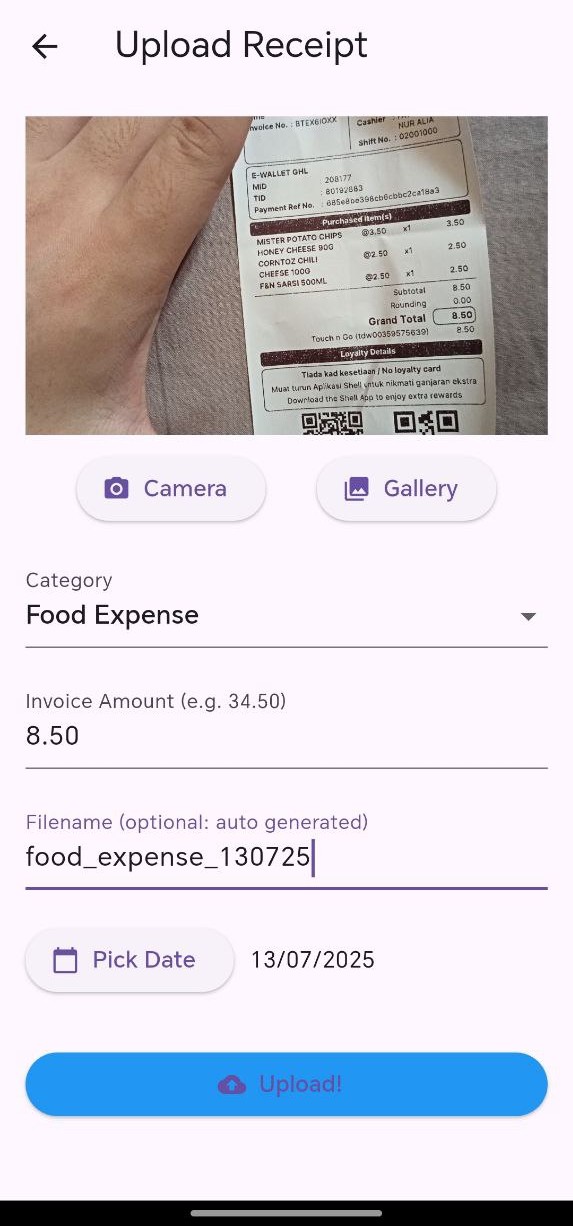 Upload Receipt
Invoice No. : BTEX6IOXX
Cashier
NUR ALIA
Shift No. : 02001000
E-WALLET GHL
MID 208177
TID : 80192883
Payment Ref No. :
Purchased Item(s)
MISTER POTATO CHIPS @3.50 x1 3.50
HONEY CHEESE 90G
CORNTOZ CHILI @2.50 x1 2.50
CHEESE 100G
F&N SARSI 500ML @2.50 x1 2.50
Subtotal 8.50
Rounding 0.00
Grand Total 8.50
Touch n Go (tdw00359575639) 8.50
Loyalty Details
Tiada kad kesetiaan / No loyalty card
Muat turun Aplikasi Shell untuk nikmati ganjaran ekstra
Download the Shell App to enjoy extra rewards
Camera
Gallery
Category
Food Expense
Invoice Amount (e.g. 34.50)
8.50
Filename (optional: auto generated)
food_expense_130725
Pick Date 13/07/2025
Upload!